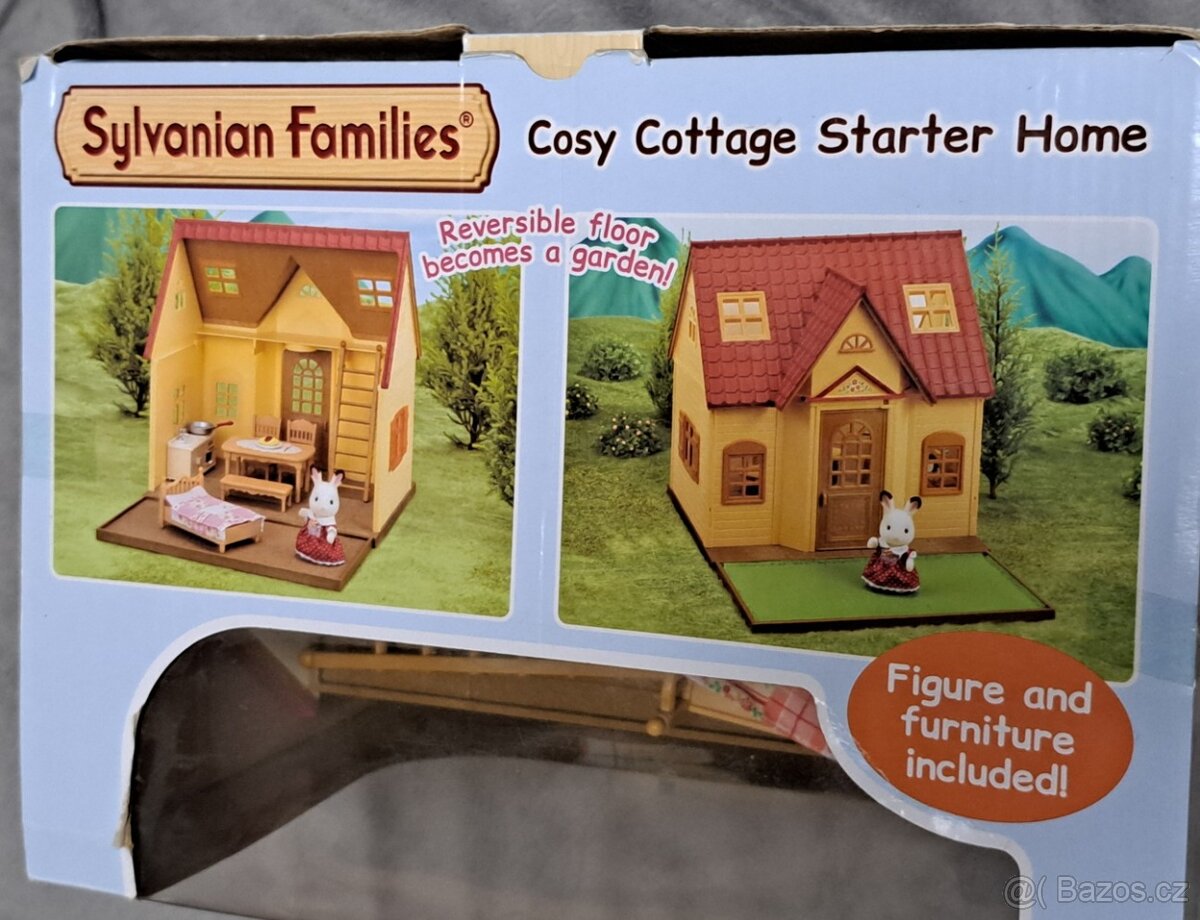 Sylvanian Families®
Cosy Cottage Starter Home
Reversible floor
becomes a garden!
Figure and
furniture
included!
@( Bazos.cz